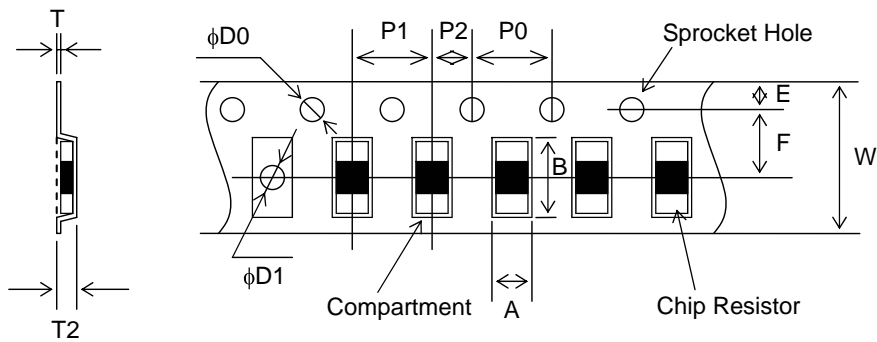 T
P1
P2
P0
φD0
Sprocket Hole
E
F
W
B
φD1
Compartment
A
Chip Resistor
T2